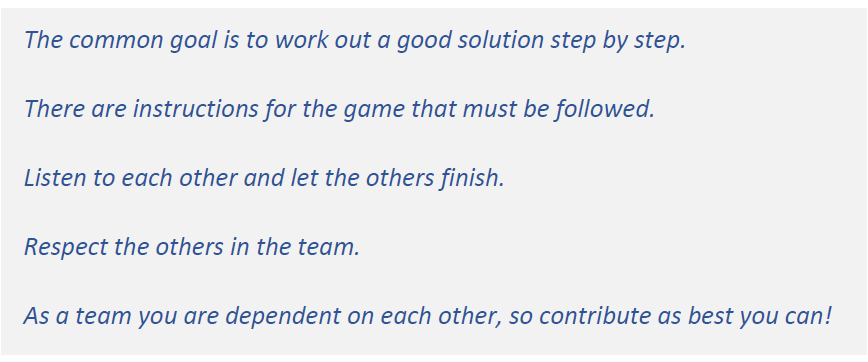 The common goal is to work out a good solution step by step.
There are instructions for the game that must be followed.
Listen to each other and let the others finish.
Respect the others in the team.
As a team you are dependent on each other, so contribute as best you can!